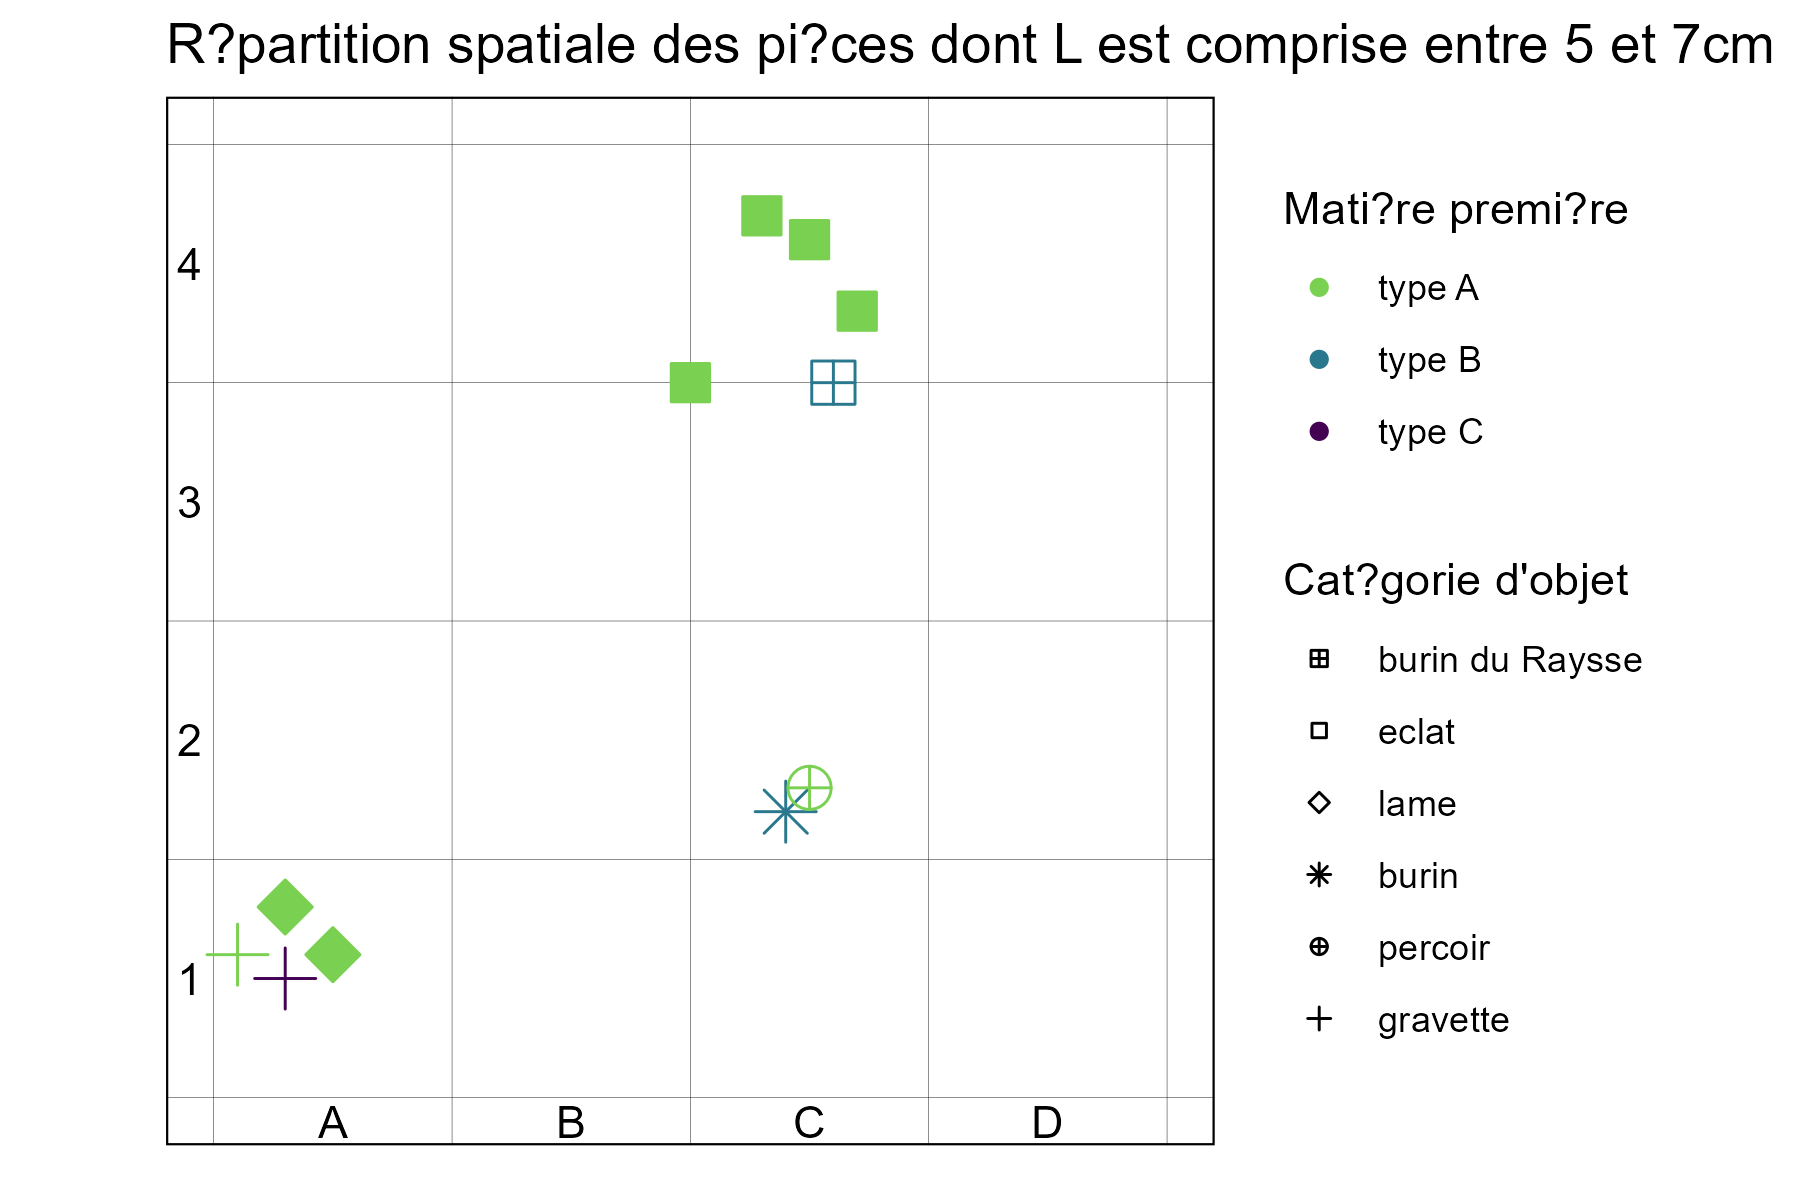 R?partition spatiale des pi?ces dont L est comprise entre 5 et 7cm
4
3
2
1
A B C D
Mati?re premi?re
type A
type B
type C
Cat?gorie d'objet
burin du Raysse
eclat
lame
burin
percoir
gravette